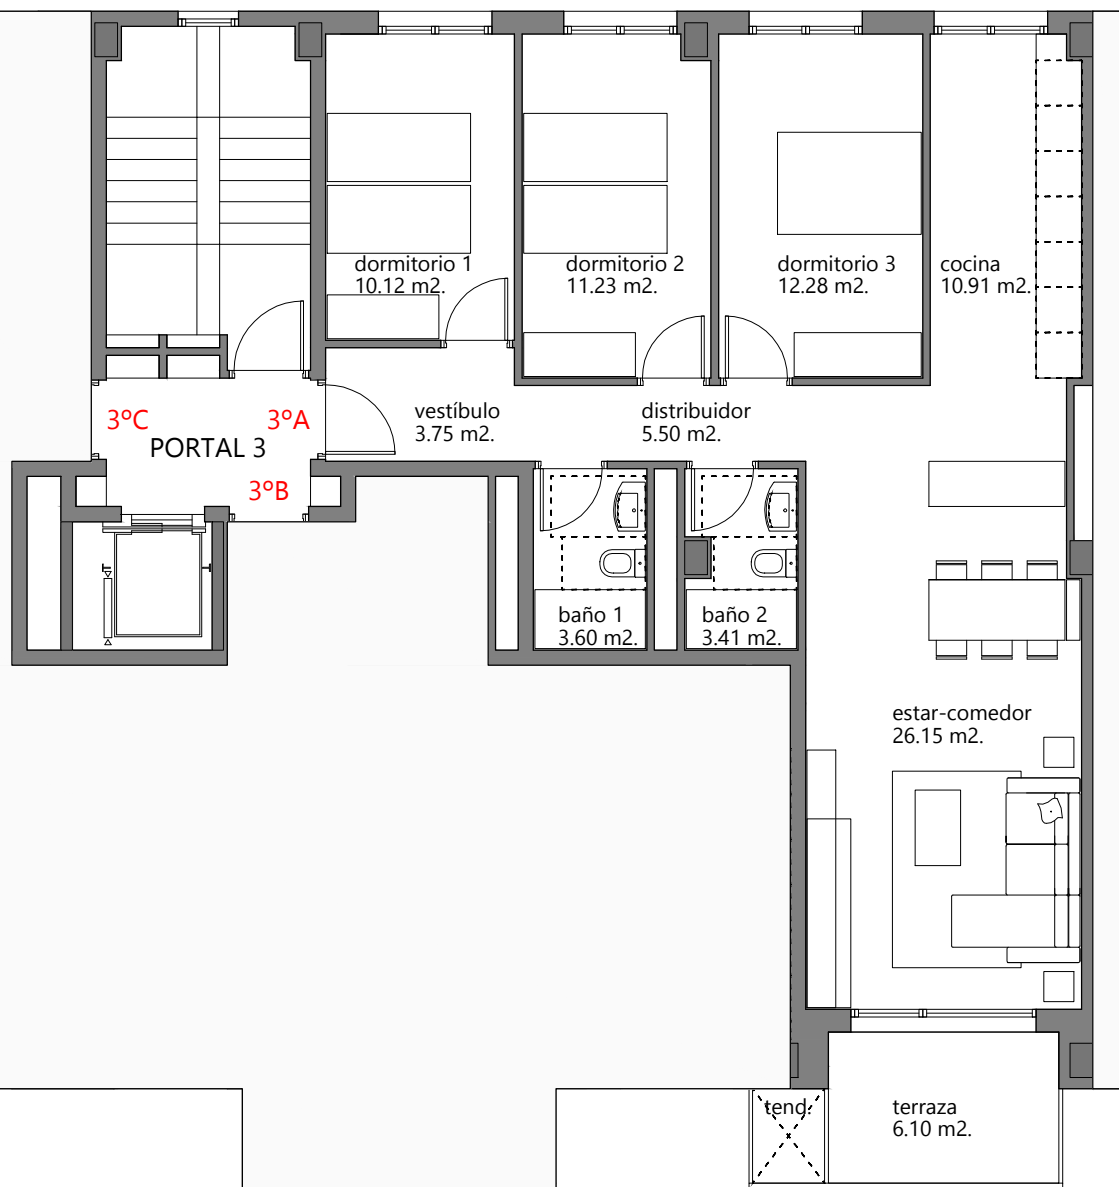 dormitorio 1
10.12 m2.
dormitorio 2
11.23 m2.
dormitorio 3
12.28 m2.
cocina
10.91 m2.
3ºC
3ºA
PORTAL 3
3ºB
vestíbulo
3.75 m2.
distribuidor
5.50 m2.
baño 1
3.60 m2.
baño 2
3.41 m2.
estar-comedor
26.15 m2.
tend.
terraza
6.10 m2.